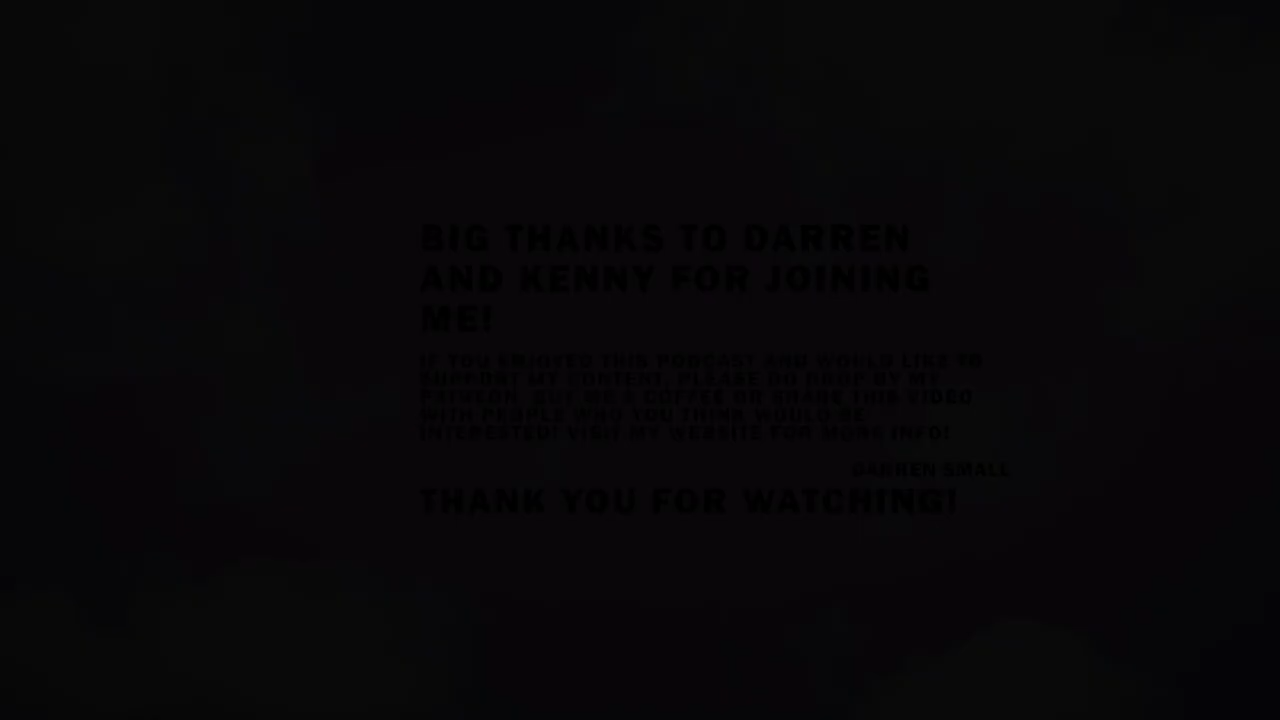 BIG THANKS TO DARREN
AND KENNY FOR JOINING
ME!
IF YOU ENJOYED THIS PODCAST AND WOULD LIKE TO
SUPPORT MY CONTENT, PLEASE DO DROP BY MY
PATREON, BUY ME A COFFEE OR SHARE THIS VIDEO
WITH PEOPLE WHO YOU THINK WOULD BE
INTERESTED! VISIT MY WEBSITE FOR MORE INFO!
DARREN SMALL
THANK YOU FOR WATCHING!